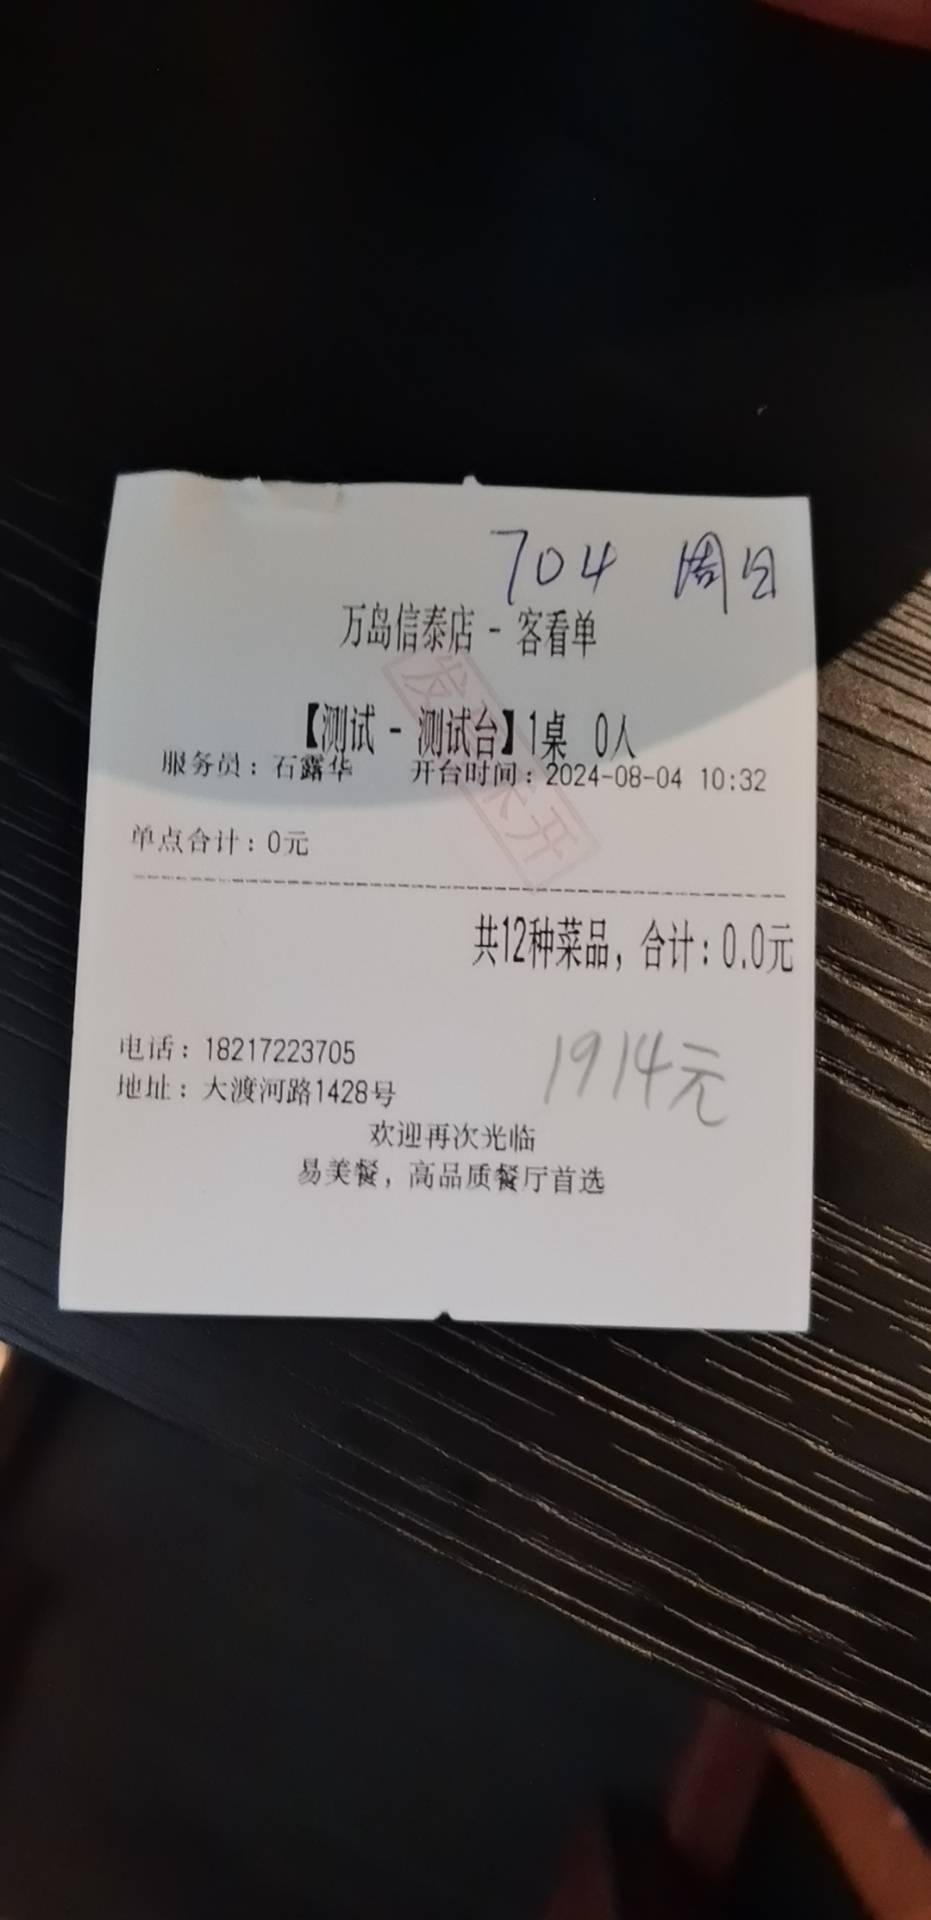 704 周日
万岛信泰店 - 客看单
【测试 - 测试台】1桌 0人
服务员：石露华 开台时间：2024-08-04 10:32
发票未开
单点合计：0元
共12种菜品，合计：0.0元
1914元
电话：18217223705
地址：大渡河路1428号
欢迎再次光临
易美餐，高品质餐厅首选